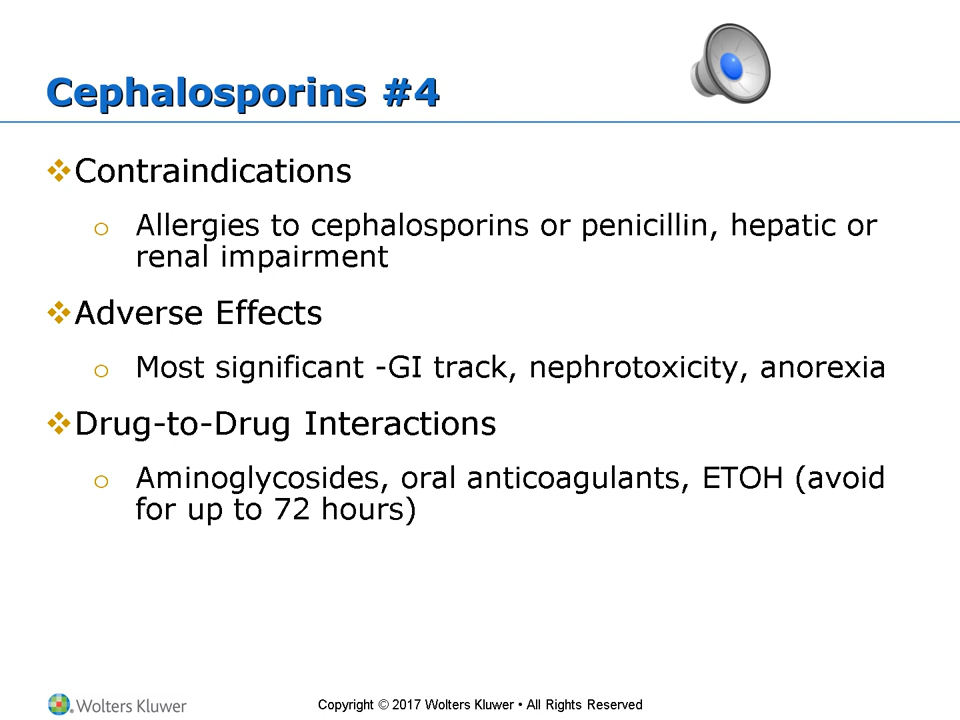 Cephalosporins #4
❖Contraindications
o Allergies to cephalosporins or penicillin, hepatic or
renal impairment
❖Adverse Effects
o Most significant -GI track, nephrotoxicity, anorexia
❖Drug-to-Drug Interactions
o Aminoglycosides, oral anticoagulants, ETOH (avoid
for up to 72 hours)
Wolters Kluwer
Copyright © 2017 Wolters Kluwer • All Rights Reserved